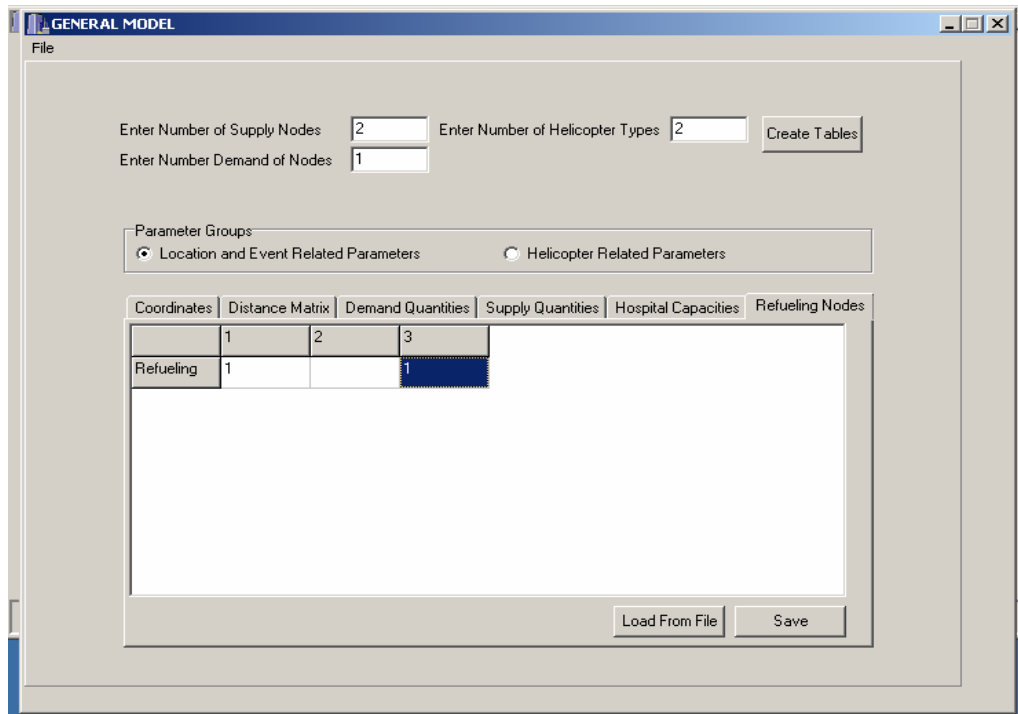 GENERAL MODEL
File
Enter Number of Supply Nodes 2 Enter Number of Helicopter Types 2 Create Tables
Enter Number Demand of Nodes 1
Parameter Groups
Location and Event Related Parameters Helicopter Related Parameters
Coordinates Distance Matrix Demand Quantities Supply Quantities Hospital Capacities Refueling Nodes
1 2 3
Refueling 1 1
Load From File Save